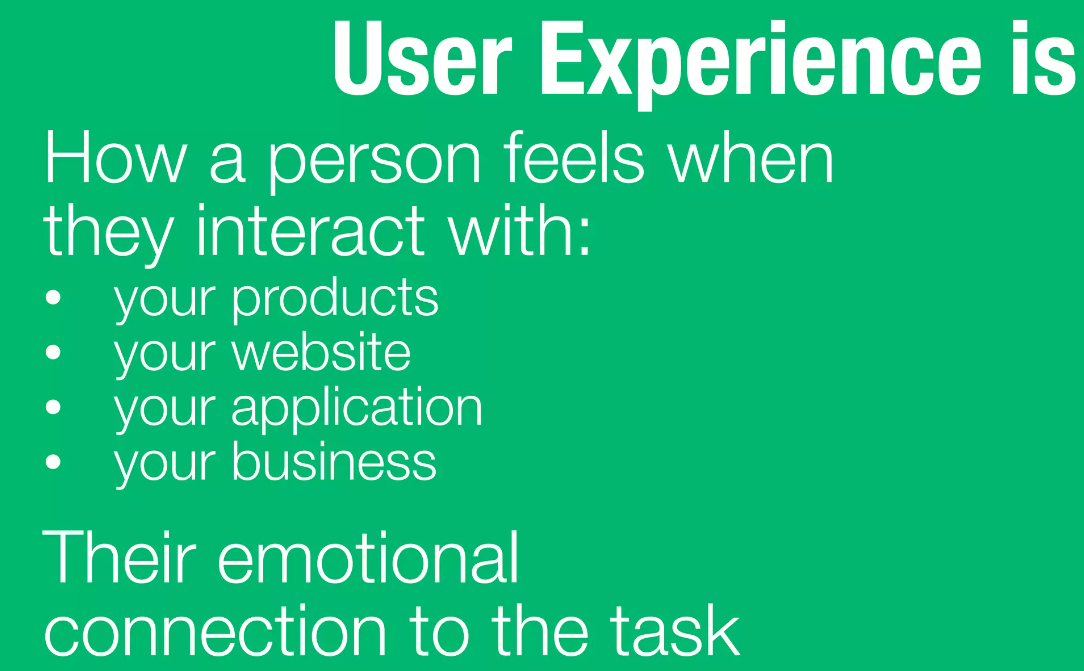 User Experience is
How a person feels when
they interact with:
• your products
• your website
• your application
• your business
Their emotional
connection to the task